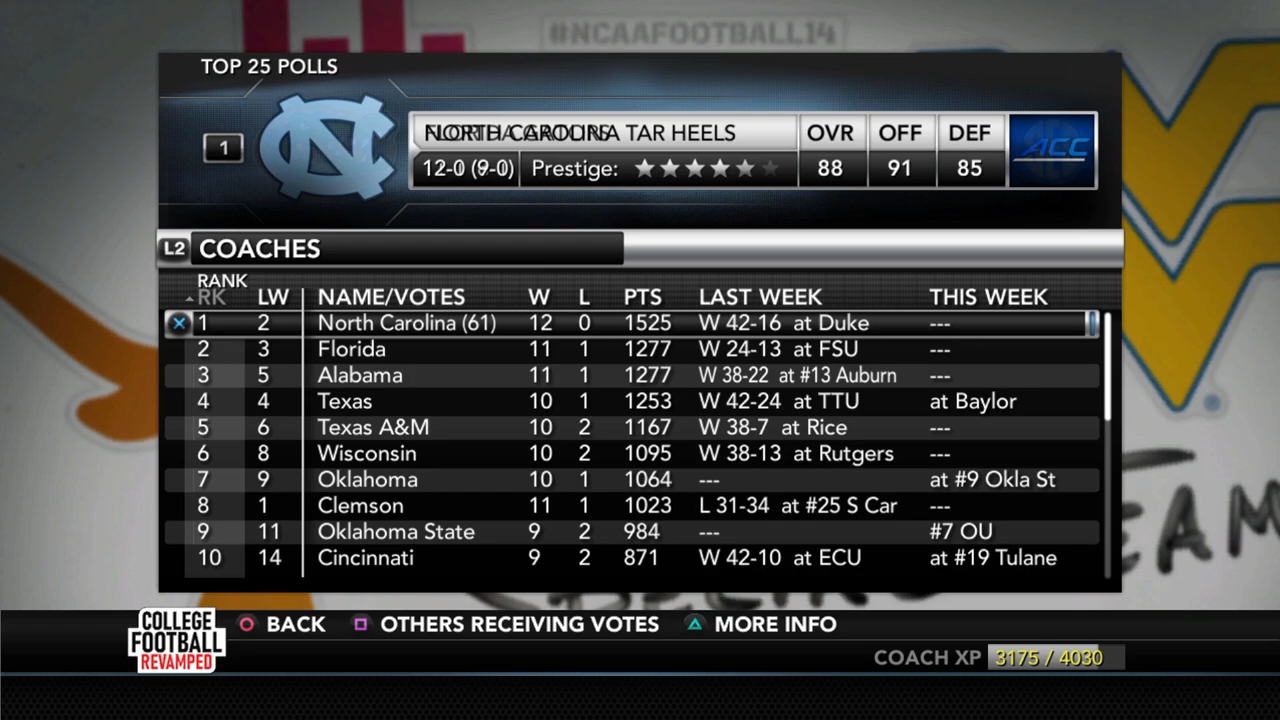 #NCAAFOOTBALL14
TOP 25 POLLS
1
NORTH CAROLINA TAR HEELS OVR OFF DEF ACC
12-0 (9-0) Prestige: 88 91 85
L2 COACHES
RANK
RK LW NAME/VOTES W L PTS LAST WEEK THIS WEEK
1 2 North Carolina (61) 12 0 1525 W 42-16 at Duke ---
2 3 Florida 11 1 1277 W 24-13 at FSU ---
3 5 Alabama 11 1 1277 W 38-22 at #13 Auburn ---
4 4 Texas 10 1 1253 W 42-24 at TTU at Baylor
5 6 Texas A&M 10 2 1167 W 38-7 at Rice ---
6 8 Wisconsin 10 2 1095 W 38-13 at Rutgers ---
7 9 Oklahoma 10 1 1064 --- at #9 Okla St
8 1 Clemson 11 1 1023 L 31-34 at #25 S Car ---
9 11 Oklahoma State 9 2 984 --- #7 OU
10 14 Cincinnati 9 2 871 W 42-10 at ECU at #19 Tulane
COLLEGE
FOOTBALL
REVAMPED
BACK OTHERS RECEIVING VOTES MORE INFO
COACH XP 3175 / 4030